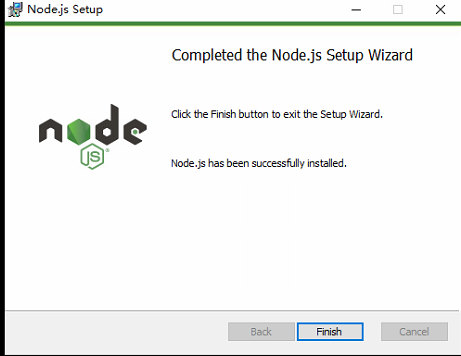 Node.js Setup
Completed the Node.js Setup Wizard
Click the Finish button to exit the Setup Wizard.
node
JS
Node.js has been successfully installed.
Back
Finish
Cancel